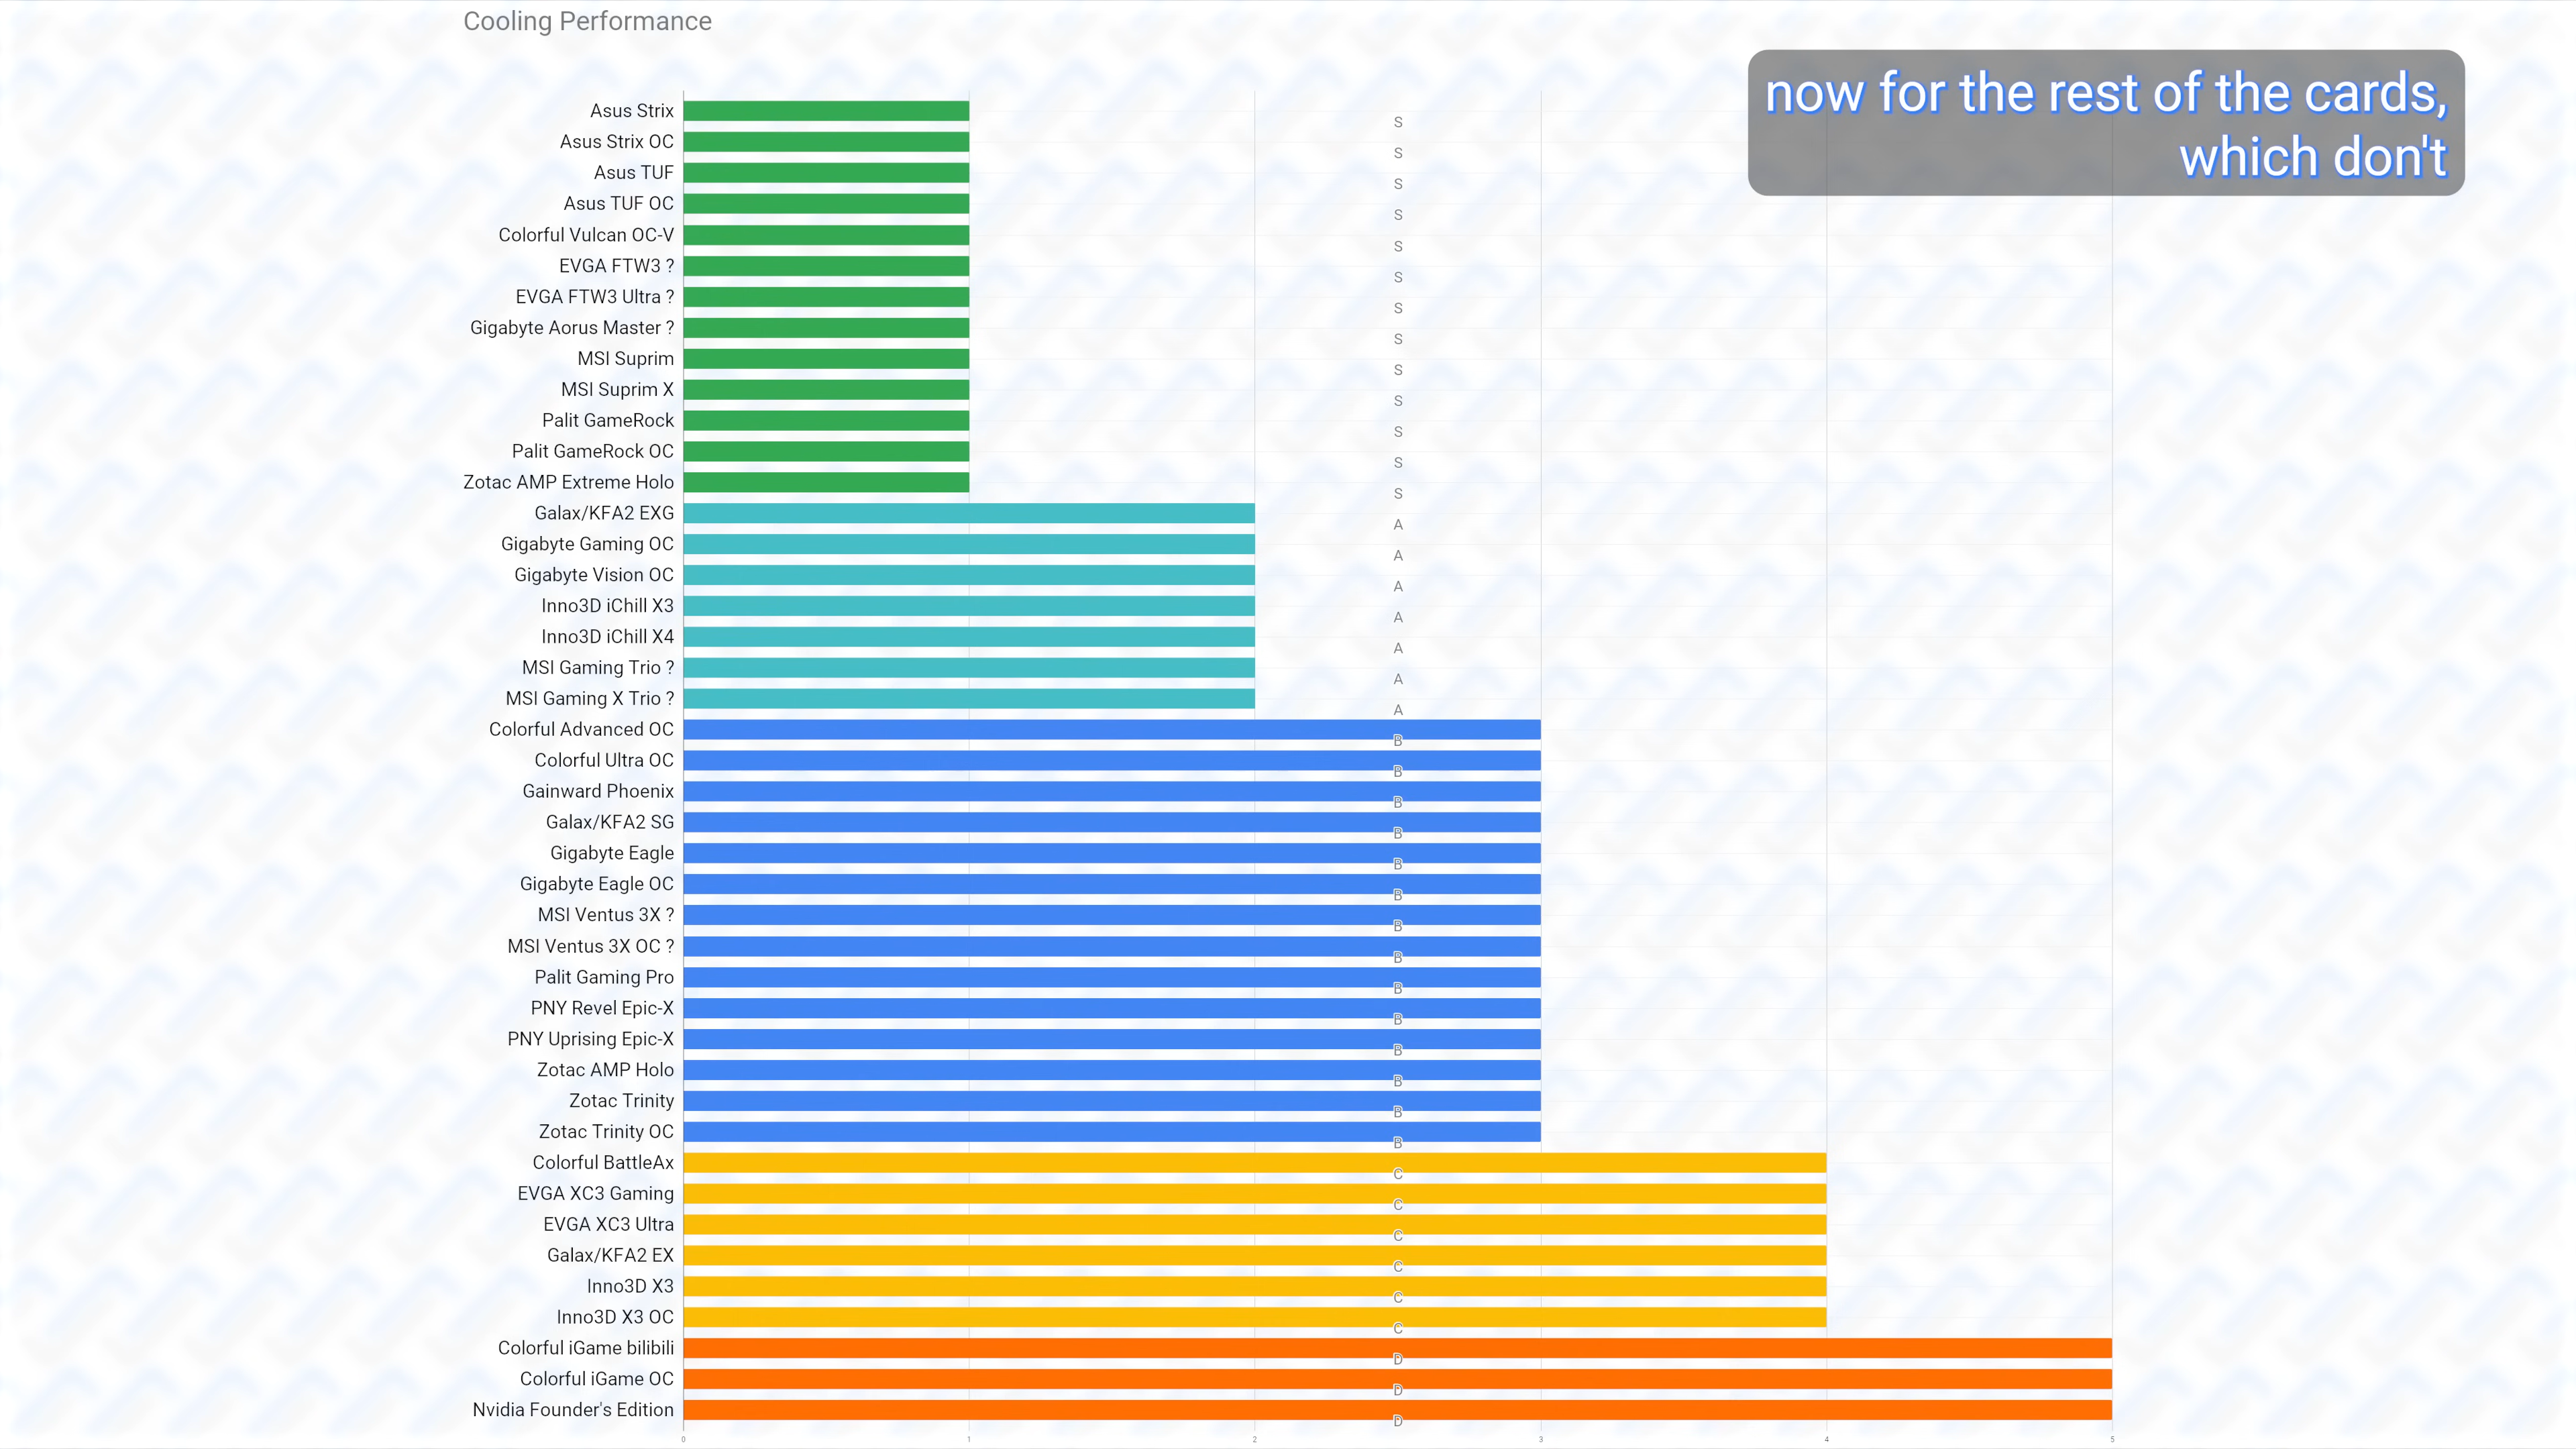 Cooling Performance
now for the rest of the cards,
which don't
Asus Strix
S
Asus Strix OC
S
Asus TUF
S
Asus TUF OC
S
Colorful Vulcan OC-V
S
EVGA FTW3 ?
S
EVGA FTW3 Ultra ?
S
Gigabyte Aorus Master ?
S
MSI Suprim
S
MSI Suprim X
S
Palit GameRock
S
Palit GameRock OC
S
Zotac AMP Extreme Holo
S
Galax/KFA2 EXG
A
Gigabyte Gaming OC
A
Gigabyte Vision OC
A
Inno3D iChill X3
A
Inno3D iChill X4
A
MSI Gaming Trio ?
A
MSI Gaming X Trio ?
A
Colorful Advanced OC
B
Colorful Ultra OC
B
Gainward Phoenix
B
Galax/KFA2 SG
B
Gigabyte Eagle
B
Gigabyte Eagle OC
B
MSI Ventus 3X ?
B
MSI Ventus 3X OC ?
B
Palit Gaming Pro
B
PNY Revel Epic-X
B
PNY Uprising Epic-X
B
Zotac AMP Holo
B
Zotac Trinity
B
Zotac Trinity OC
B
Colorful BattleAx
C
EVGA XC3 Gaming
C
EVGA XC3 Ultra
C
Galax/KFA2 EX
C
Inno3D X3
C
Inno3D X3 OC
C
Colorful iGame bilibili
D
Colorful iGame OC
D
Nvidia Founder's Edition
D
0 1 2 3 4 5